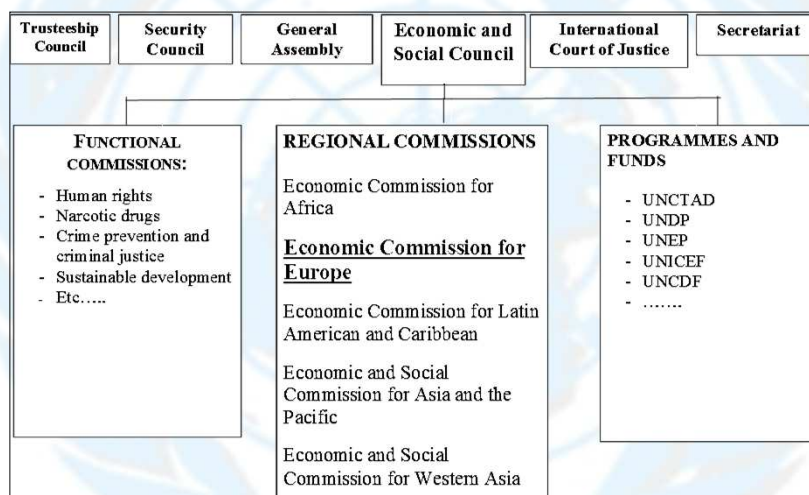 Trusteeship
Council
Security
Council
General
Assembly
Economic and
Social Council
International
Court of Justice
Secretariat
FUNCTIONAL
COMMISSIONS:
- Human rights
- Narcotic drugs
- Crime prevention and
criminal justice
- Sustainable development
- Etc…..
REGIONAL COMMISSIONS
Economic Commission for
Africa
Economic Commission for
Europe
Economic Commission for Latin
American and Caribbean
Economic and Social
Commission for Asia and the
Pacific
Economic and Social
Commission for Western Asia
PROGRAMMES AND
FUNDS
- UNCTAD
- UNDP
- UNEP
- UNICEF
- UNCDF
- …….